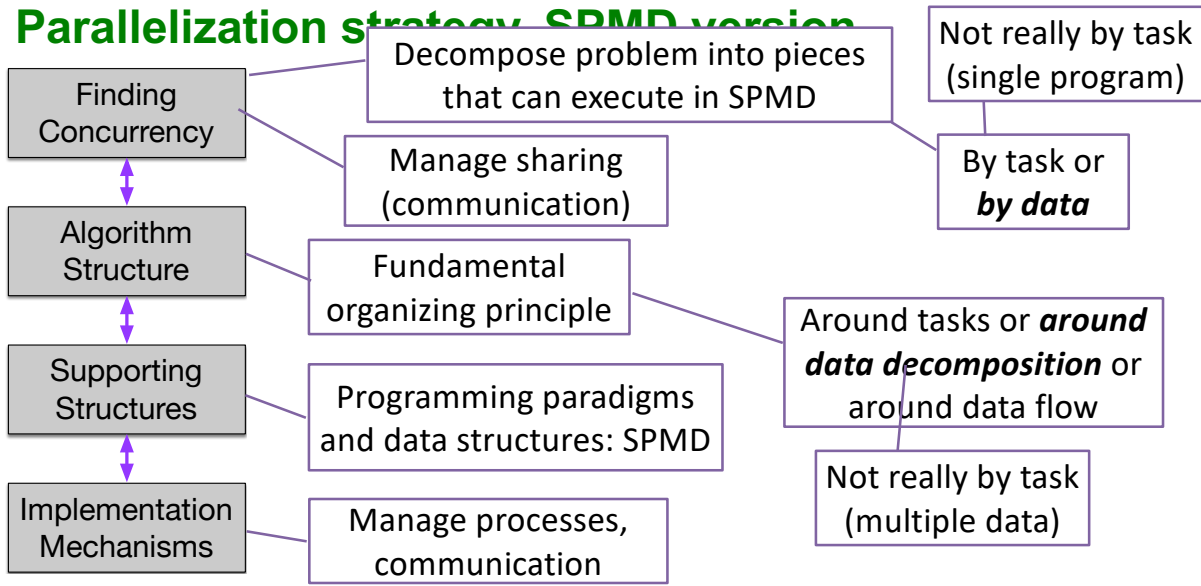 Parallelization strategy, SPMD version
Decompose problem into pieces
that can execute in SPMD
Not really by task
(single program)
Finding
Concurrency
Manage sharing
(communication)
By task or
by data
Algorithm
Structure
Fundamental
organizing principle
Around tasks or around
data decomposition or
around data flow
Supporting
Structures
Programming paradigms
and data structures: SPMD
Not really by task
(multiple data)
Implementation
Mechanisms
Manage processes,
communication